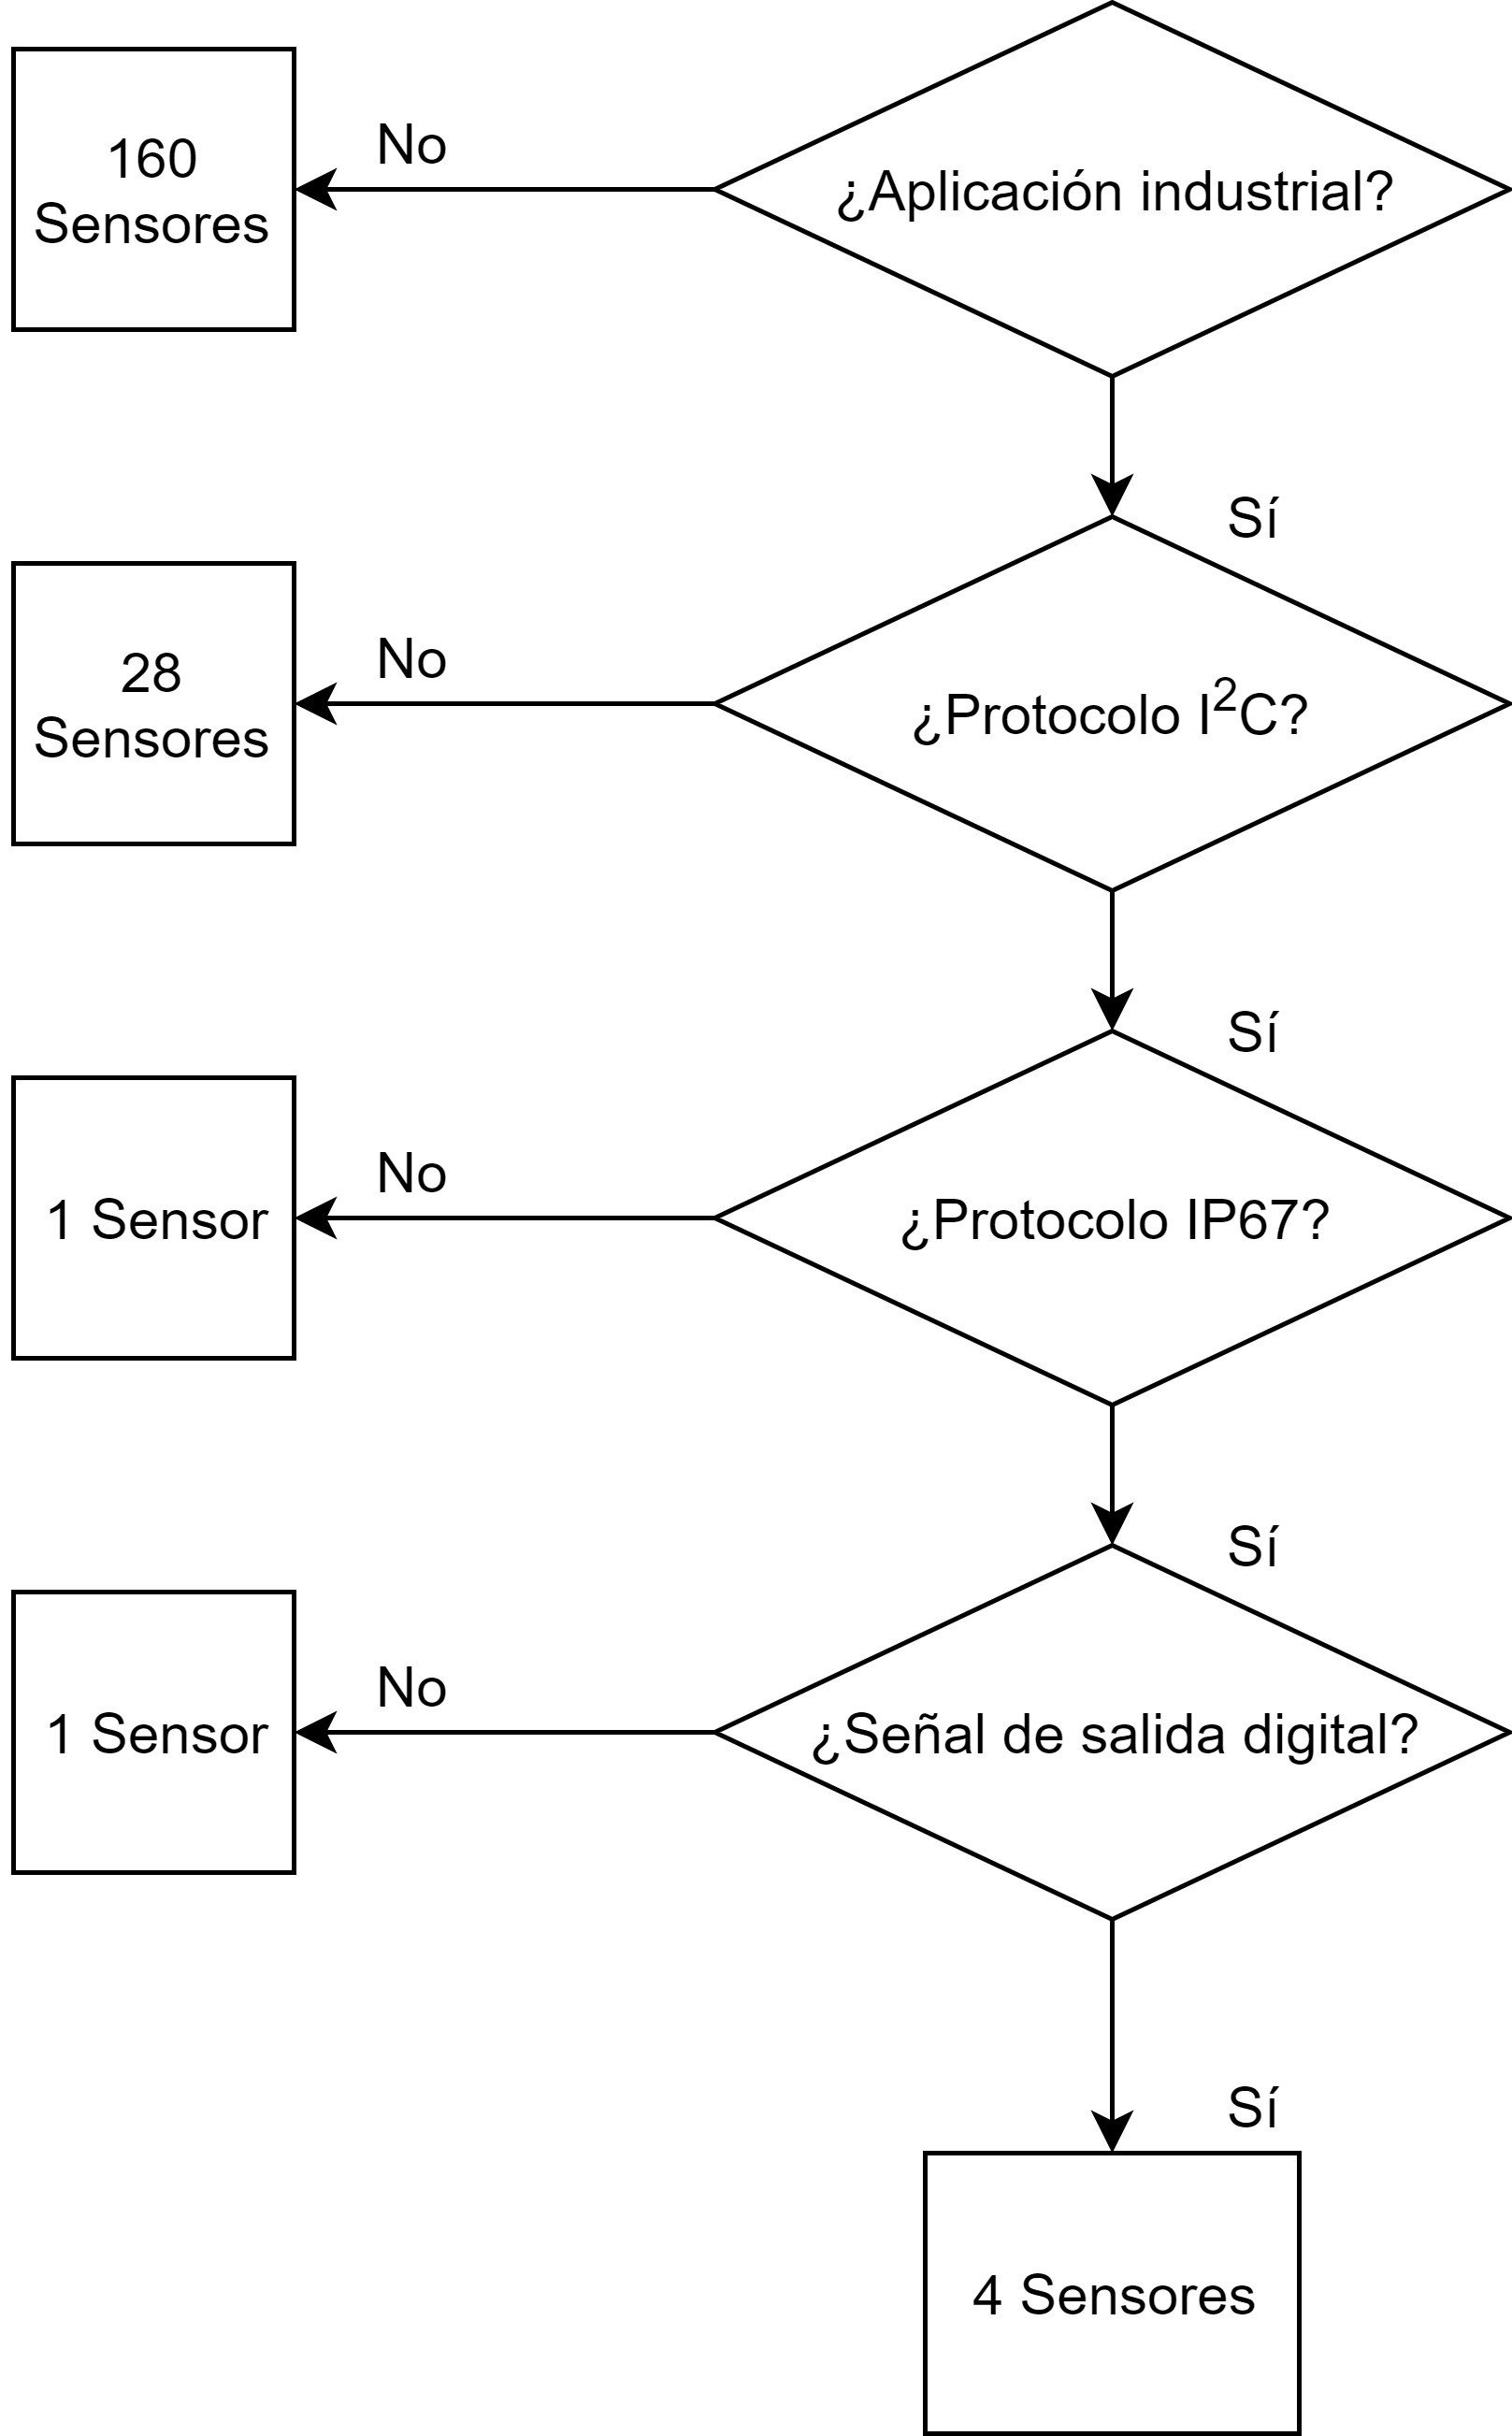 ¿Aplicación industrial?
No
160
Sensores
Sí
¿Protocolo I²C?
No
28
Sensores
Sí
¿Protocolo IP67?
No
1 Sensor
Sí
¿Señal de salida digital?
No
1 Sensor
Sí
4 Sensores